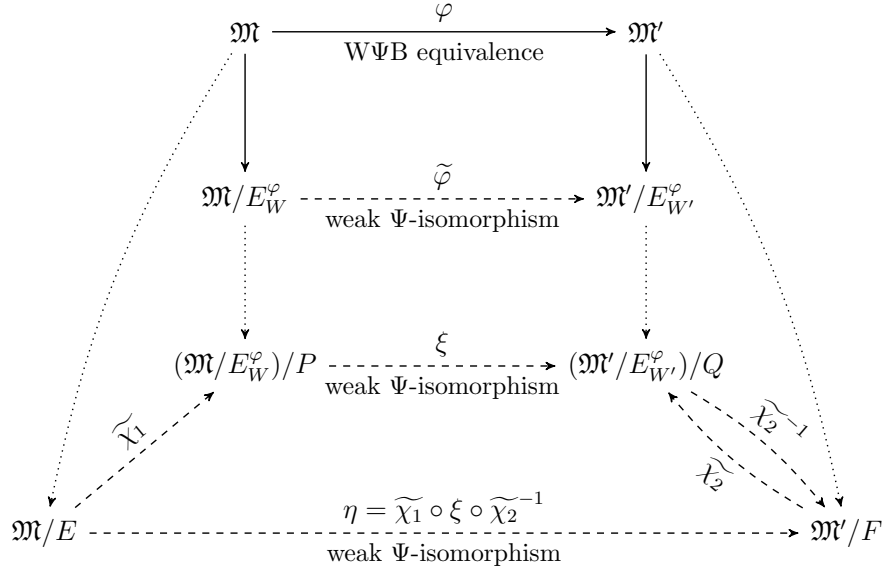 φ
𝔐 𝔐′
WΨB equivalence
φ̃
𝔐/E_W^φ 𝔐′/E_{W′}^φ
weak Ψ-isomorphism
ξ
(𝔐/E_W^φ)/P (𝔐′/E_{W′}^φ)/Q
weak Ψ-isomorphism
χ̃₁ χ̃₂⁻¹
χ̃₂
η = χ̃₁ ∘ ξ ∘ χ̃₂⁻¹
𝔐/E 𝔐′/F
weak Ψ-isomorphism